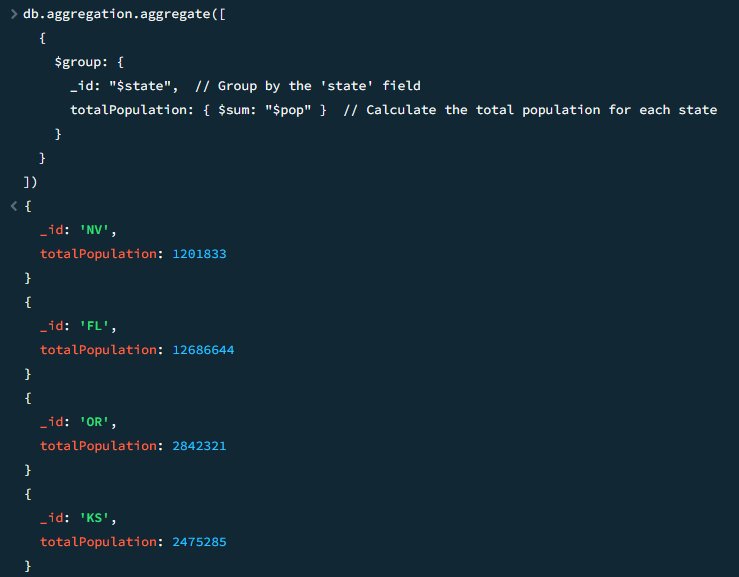 > db.aggregation.aggregate([
  {
    $group: {
      _id: "$state",  // Group by the 'state' field
      totalPopulation: { $sum: "$pop" }  // Calculate the total population for each state
    }
  }
])
< {
  _id: 'NV',
  totalPopulation: 1201833
}
{
  _id: 'FL',
  totalPopulation: 12686644
}
{
  _id: 'OR',
  totalPopulation: 2842321
}
{
  _id: 'KS',
  totalPopulation: 2475285
}